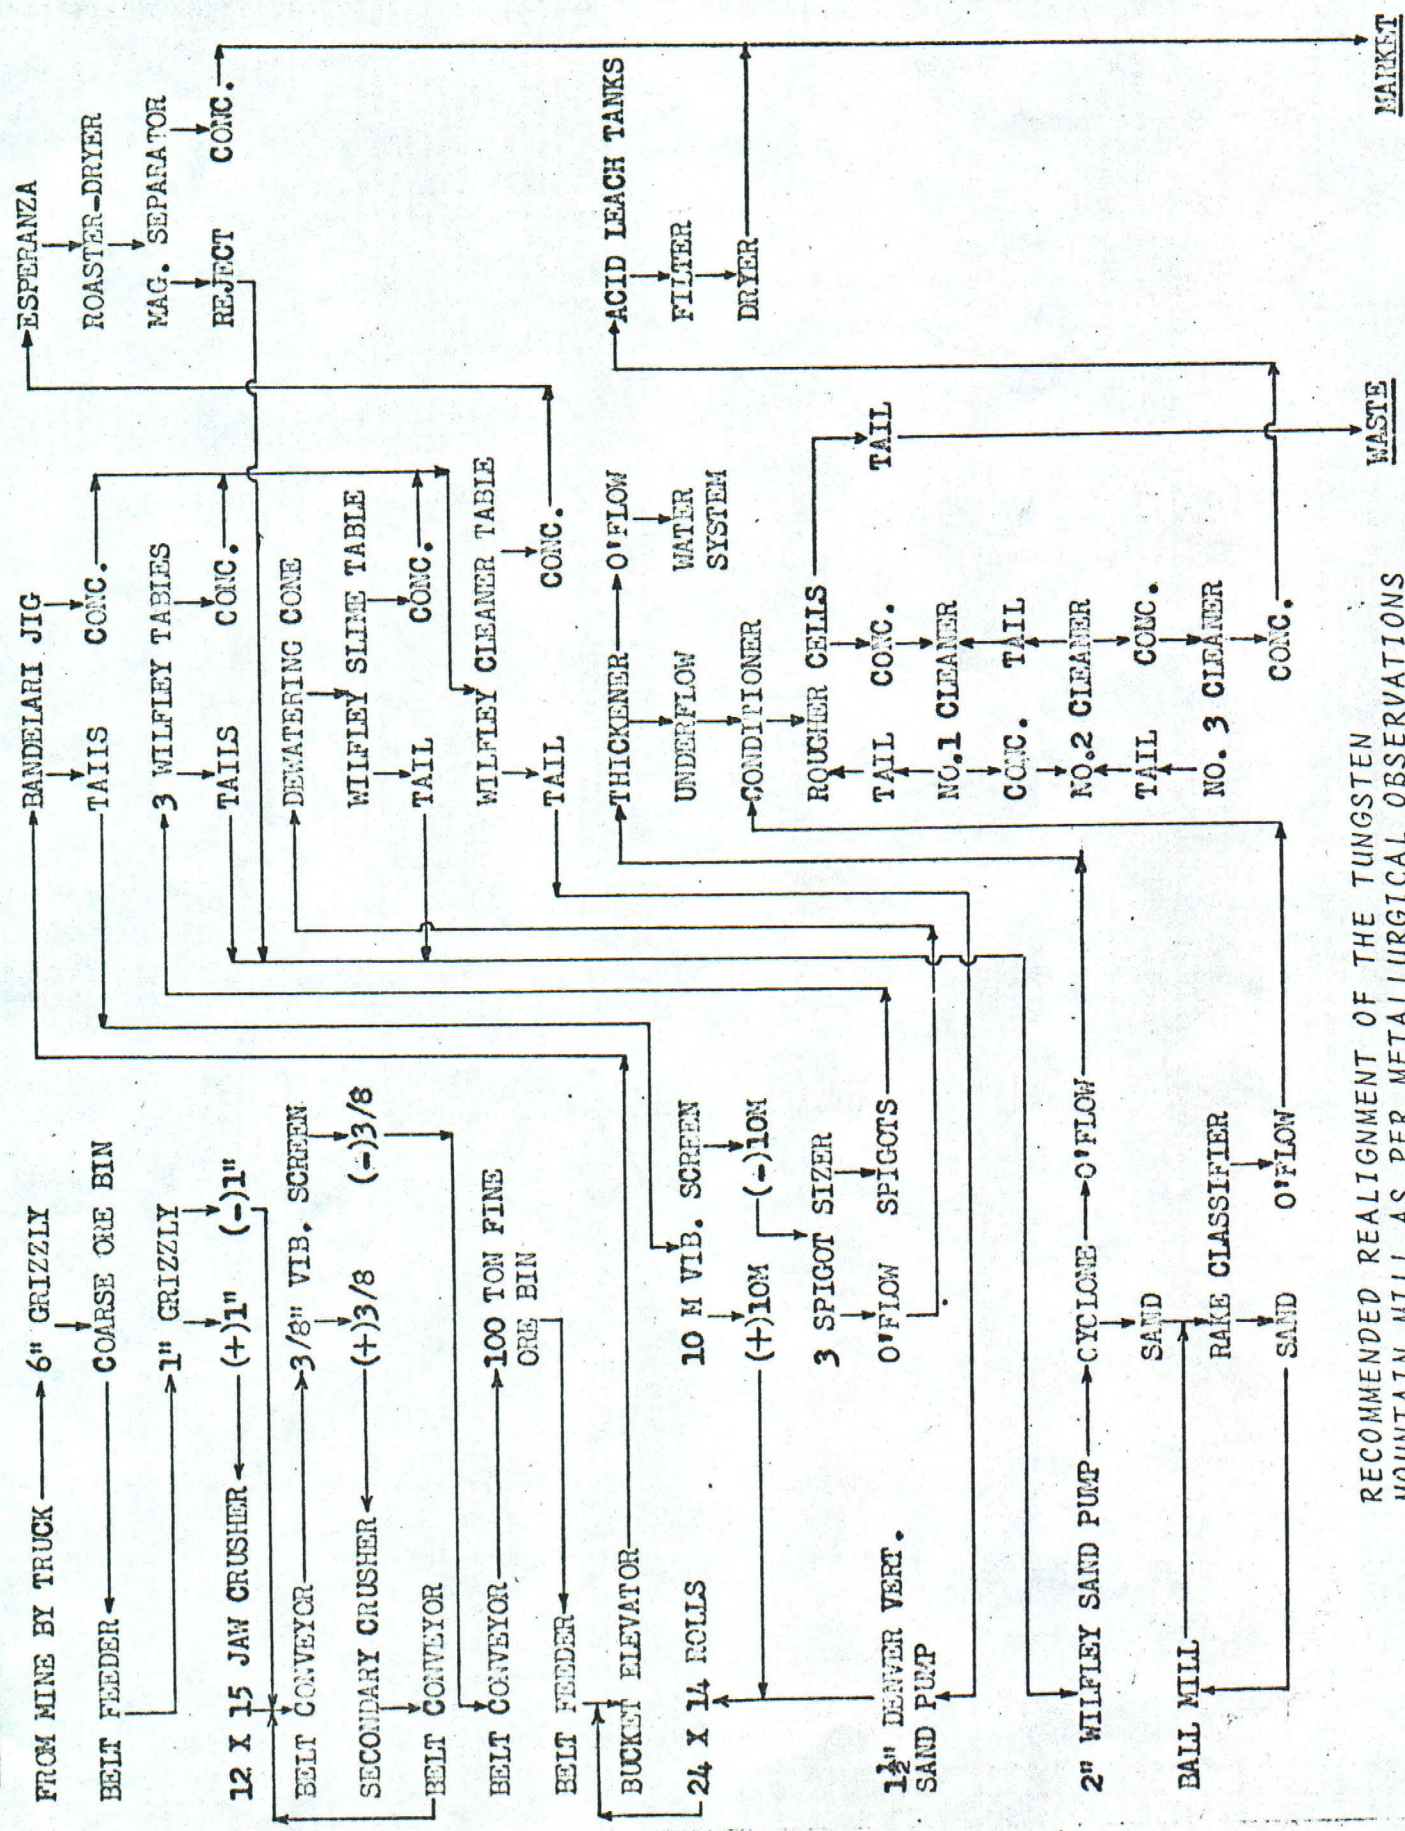 FROM MINE BY TRUCK 6" GRIZZLY
COARSE ORE BIN
BELT FEEDER
1" GRIZZLY
12 X 15 JAW CRUSHER (+)1" (-)1"
BELT CONVEYOR 3/8" VIB. SCREEN
SECONDARY CRUSHER (+)3/8 (-)3/8
BELT CONVEYOR
BELT CONVEYOR 100 TON FINE
ORE BIN
BELT FEEDER
BUCKET ELEVATOR
24 X 14 ROLLS 10 M VIB. SCREEN
(+)10M (-)10M
3 SPIGOT SIZER
O'FLOW SPIGOTS
1½" DENVER VERT.
SAND PUMP
2" WILFLEY SAND PUMP CYCLONE O'FLOW
SAND
BALL MILL RAKE CLASSIFIER
SAND O'FLOW
BANDELARI JIG
TAILS CONC.
3 WILFLEY TABLES
TAILS CONC.
DEWATERING CONE
WILFLEY SLIME TABLE
TAIL CONC.
WILFLEY CLEANER TABLE
TAIL CONC.
THICKENER O'FLOW
UNDERFLOW WATER
SYSTEM
CONDITIONER
ROUGHER CELLS TAIL
TAIL CONC.
NO.1 CLEANER
CONC. TAIL
NO.2 CLEANER
TAIL CONC.
NO. 3 CLEANER
CONC.
WASTE
ESPERANZA
ROASTER-DRYER
MAG. SEPARATOR
REJECT CONC.
ACID LEACH TANKS
FILTER
DRYER
MARKET
RECOMMENDED REALIGNMENT OF THE TUNGSTEN
MOUNTAIN MILL AS PER METALLURGICAL OBSERVATIONS